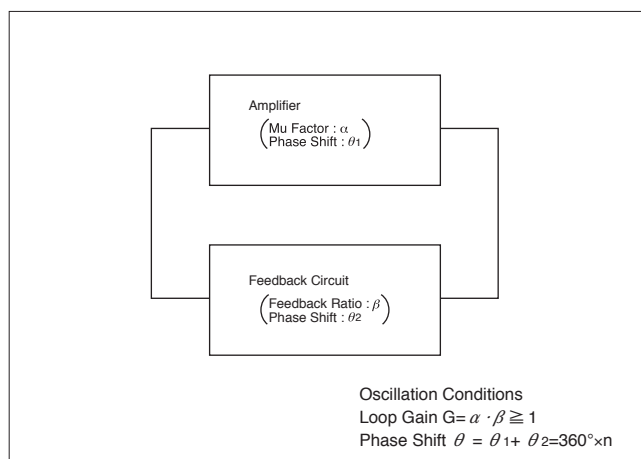 Amplifier
(Mu Factor : α
Phase Shift : θ1)
Feedback Circuit
(Feedback Ratio : β
Phase Shift : θ2)
Oscillation Conditions
Loop Gain G= α · β ≧ 1
Phase Shift θ = θ1+ θ2=360°×n